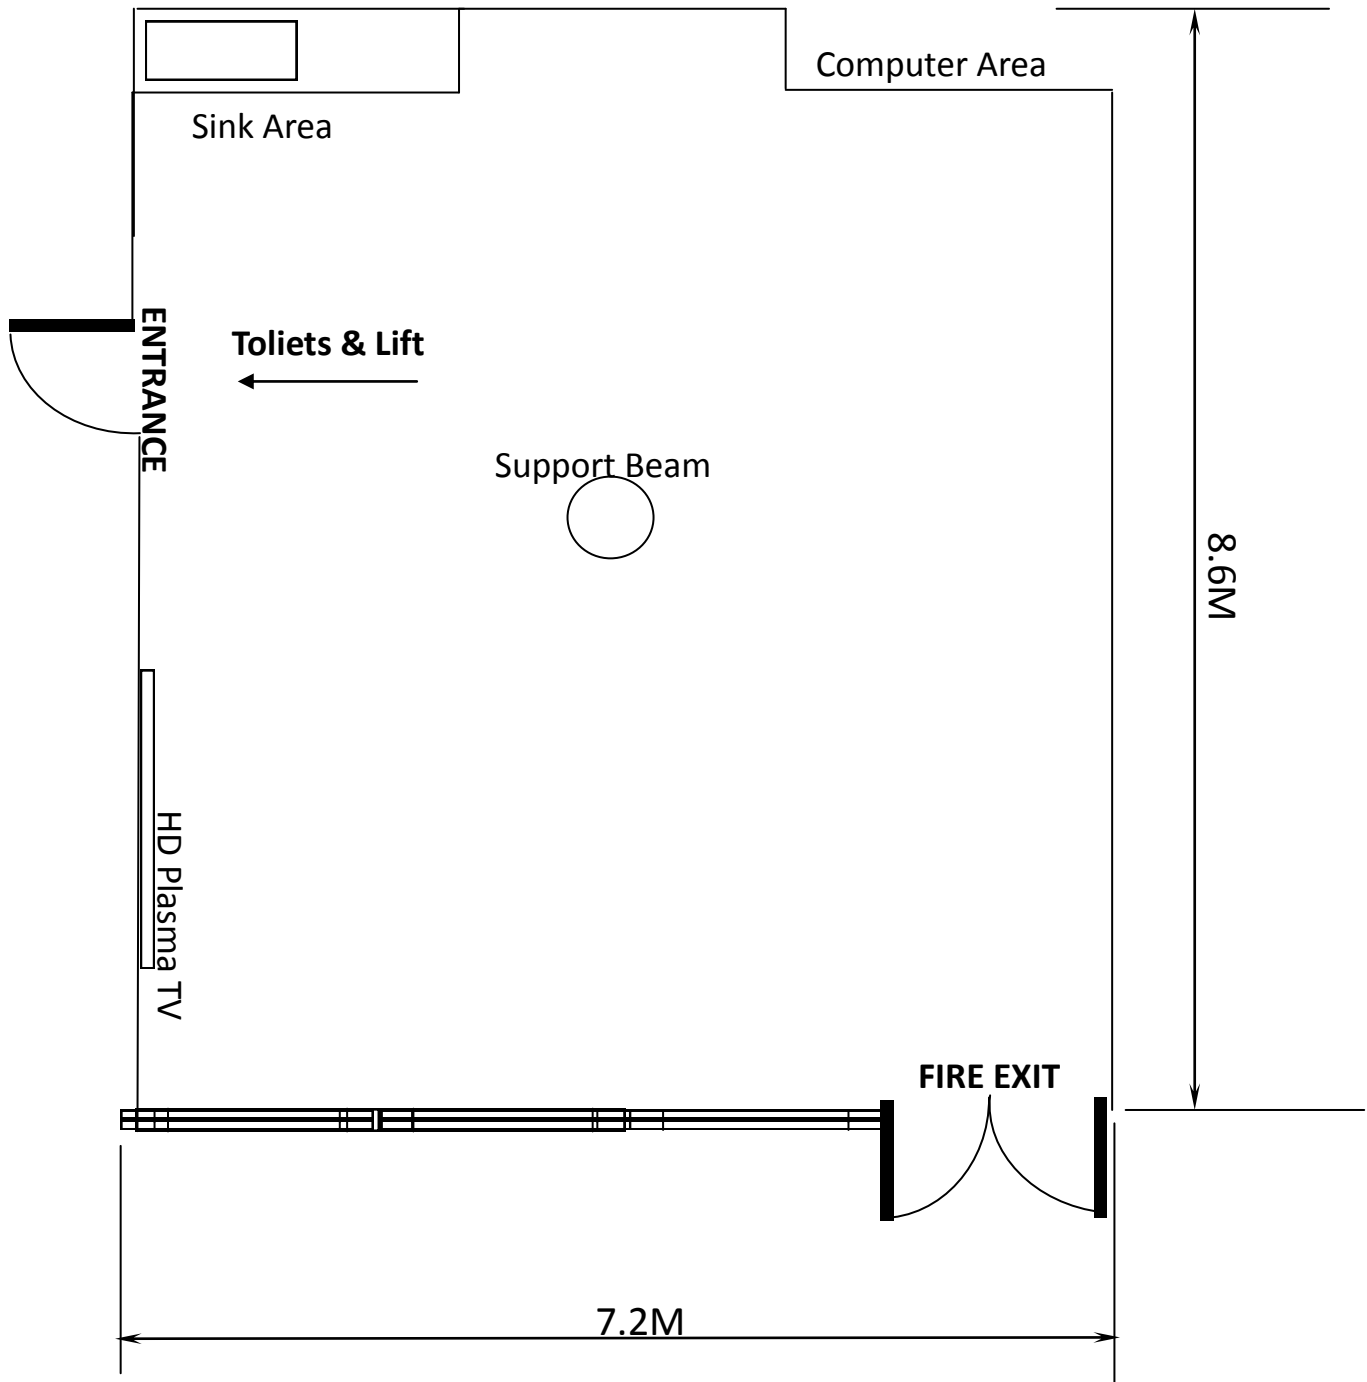 Computer Area
Sink Area
ENTRANCE
Toliets & Lift
Support Beam
8.6M
HD Plasma TV
FIRE EXIT
7.2M